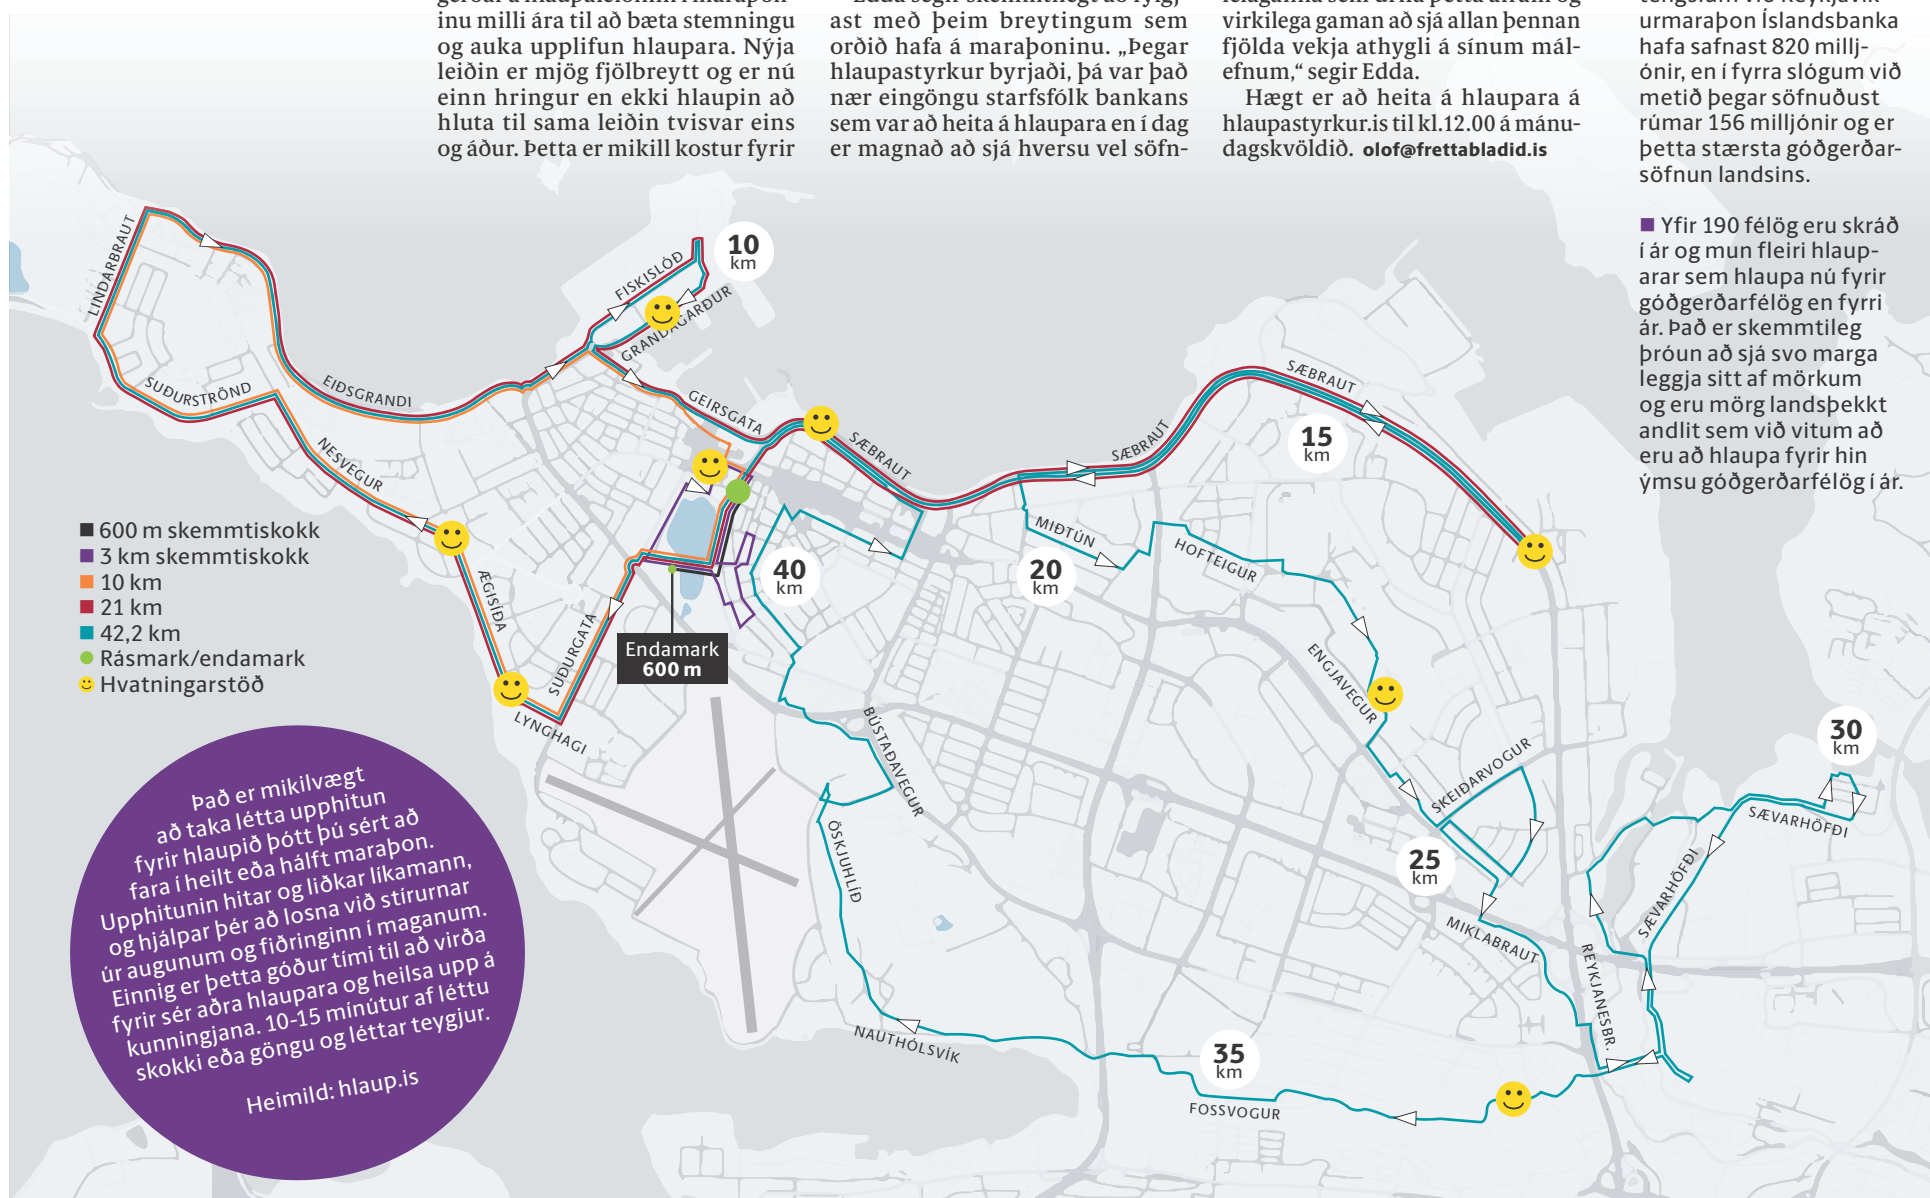 inu milli ára til að bæta stemningu
og auka upplifun hlaupara. Nýja
leiðin er mjög fjölbreytt og er nú
einn hringur en ekki hlaupin að
hluta til sama leiðin tvisvar eins
og áður. Þetta er mikill kostur fyrir
ast með þeim breytingum sem
orðið hafa á maraþoninu. „Þegar
hlaupastyrkur byrjaði, þá var það
nær eingöngu starfsfólk bankans
sem var að heita á hlaupara en í dag
er magnað að sjá hversu vel söfn-
virkilega gaman að sjá allan þennan
fjölda vekja athygli á sínum mál-
efnum,“ segir Edda.
Hægt er að heita á hlaupara á
hlaupastyrkur.is til kl.12.00 á mánu-
dagskvöldið. olof@frettabladid.is
urmaraþon Íslandsbanka
hafa safnast 820 millj-
ónir, en í fyrra slógum við
metið þegar söfnuðust
rúmar 156 milljónir og er
þetta stærsta góðgerðar-
söfnun landsins.
Yfir 190 félög eru skráð
í ár og mun fleiri hlaup-
arar sem hlaupa nú fyrir
góðgerðarfélög en fyrri
ár. Það er skemmtileg
þróun að sjá svo marga
leggja sitt af mörkum
og eru mörg landsþekkt
andlit sem við vitum að
eru að hlaupa fyrir hin
ýmsu góðgerðarfélög í ár.
LINDARBRAUT
SUÐURSTRÖND
EIÐSGRANDI
NESVEGUR
ÆGISÍÐA
LYNGHAGI
SUÐURGATA
FISKISLÓÐ
GRANDAGARÐUR
10
km
GEIRSGATA
SÆBRAUT
SÆBRAUT
SÆBRAUT
15
km
MIÐTÚN
HOFTEIGUR
20
km
40
km
Endamark
600 m
ENGJAVEGUR
SKEIÐARVOGUR
25
km
MIKLABRAUT
REYKJANESBR.
SÆVARHÖFÐI
SÆVARHÖFÐI
30
km
BÚSTAÐAVEGUR
ÖSKJUHLÍÐ
NAUTHÓLSVÍK
35
km
FOSSVOGUR
600 m skemmtiskokk
3 km skemmtiskokk
10 km
21 km
42,2 km
Rásmark/endamark
Hvatningarstöð
Það er mikilvægt
að taka létta upphitun
fyrir hlaupið þótt þú sért að
fara í heilt eða hálft maraþon.
Upphitunin hitar og liðkar líkamann,
og hjálpar þér að losna við stírurnar
úr augunum og fiðringinn í maganum.
Einnig er þetta góður tími til að virða
fyrir sér aðra hlaupara og heilsa upp á
kunningjana. 10-15 mínútur af léttu
skokki eða göngu og léttar teygjur.
Heimild: hlaup.is